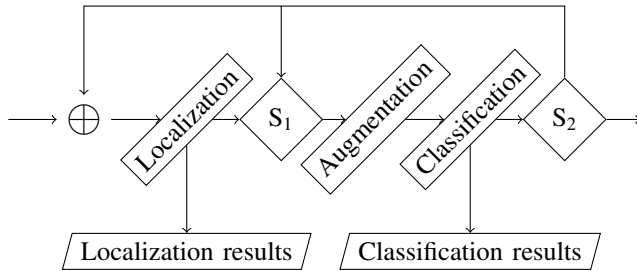 Localization
S1
Augmentation
Classification
S2
Localization results
Classification results